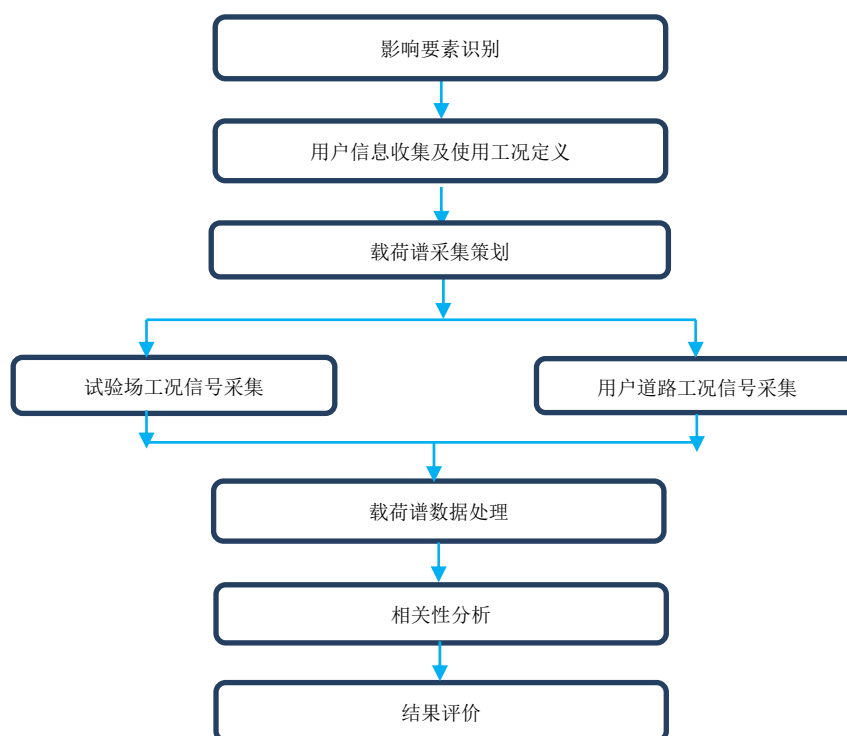 影响要素识别
用户信息收集及使用工况定义
载荷谱采集策划
试验场工况信号采集
用户道路工况信号采集
载荷谱数据处理
相关性分析
结果评价